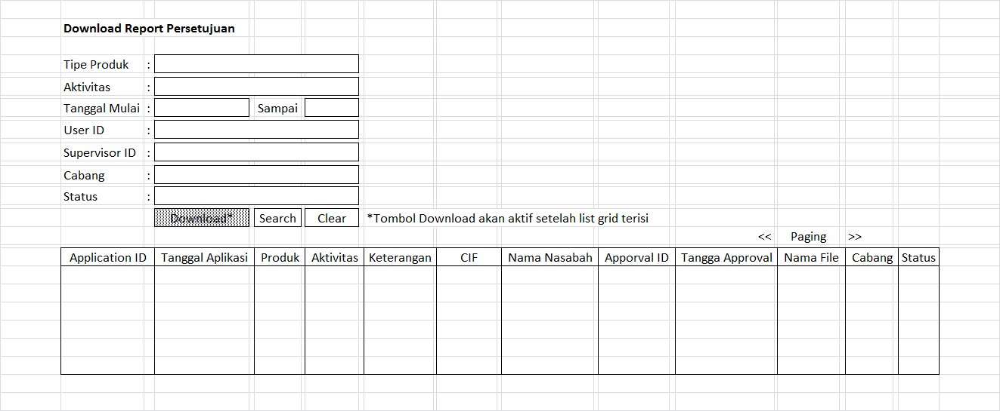 Download Report Persetujuan
Tipe Produk :
Aktivitas :
Tanggal Mulai : Sampai
User ID :
Supervisor ID :
Cabang :
Status :
Download* Search Clear *Tombol Download akan aktif setelah list grid terisi
<< Paging >>
Application ID Tanggal Aplikasi Produk Aktivitas Keterangan CIF Nama Nasabah Apporval ID Tangga Approval Nama File Cabang Status